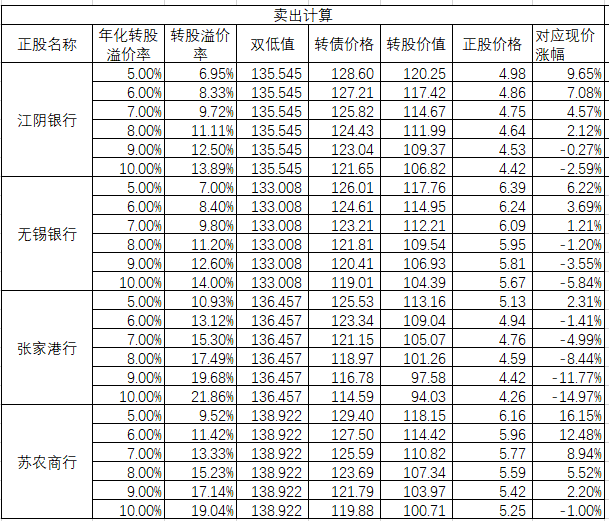 卖出计算
正股名称 年化转股溢价率 转股溢价率 双低值 转债价格 转股价值 正股价格 对应现价涨幅
江阴银行 5.00% 6.95% 135.545 128.60 120.25 4.98 9.65%
6.00% 8.33% 135.545 127.21 117.42 4.86 7.08%
7.00% 9.72% 135.545 125.82 114.67 4.75 4.57%
8.00% 11.11% 135.545 124.43 111.99 4.64 2.12%
9.00% 12.50% 135.545 123.04 109.37 4.53 -0.27%
10.00% 13.89% 135.545 121.65 106.82 4.42 -2.59%
无锡银行 5.00% 7.00% 133.008 126.01 117.76 6.39 6.22%
6.00% 8.40% 133.008 124.61 114.95 6.24 3.69%
7.00% 9.80% 133.008 123.21 112.21 6.09 1.21%
8.00% 11.20% 133.008 121.81 109.54 5.95 -1.20%
9.00% 12.60% 133.008 120.41 106.93 5.81 -3.55%
10.00% 14.00% 133.008 119.01 104.39 5.67 -5.84%
张家港行 5.00% 10.93% 136.457 125.53 113.16 5.13 2.31%
6.00% 13.12% 136.457 123.34 109.04 4.94 -1.41%
7.00% 15.30% 136.457 121.15 105.07 4.76 -4.99%
8.00% 17.49% 136.457 118.97 101.26 4.59 -8.44%
9.00% 19.68% 136.457 116.78 97.58 4.42 -11.77%
10.00% 21.86% 136.457 114.59 94.03 4.26 -14.97%
苏农商行 5.00% 9.52% 138.922 129.40 118.15 6.16 16.15%
6.00% 11.42% 138.922 127.50 114.42 5.96 12.48%
7.00% 13.33% 138.922 125.59 110.82 5.77 8.94%
8.00% 15.23% 138.922 123.69 107.34 5.59 5.52%
9.00% 17.14% 138.922 121.79 103.97 5.42 2.20%
10.00% 19.04% 138.922 119.88 100.71 5.25 -1.00%